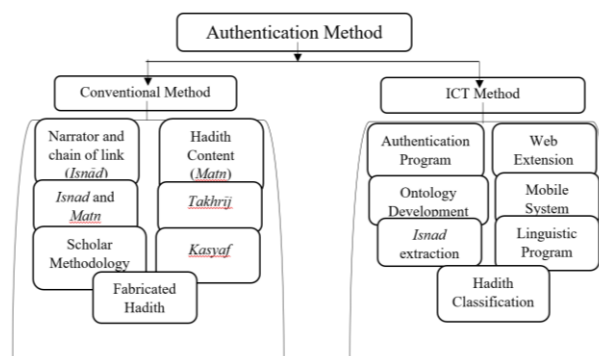 Authentication Method
Conventional Method
ICT Method
Narrator and
chain of link
(Isnād)
Hadith
Content
(Matn)
Isnad and
Matn
Takhrij
Scholar
Methodology
Kasyaf
Fabricated
Hadith
Authentication
Program
Web
Extension
Ontology
Development
Mobile
System
Isnad
extraction
Linguistic
Program
Hadith
Classification